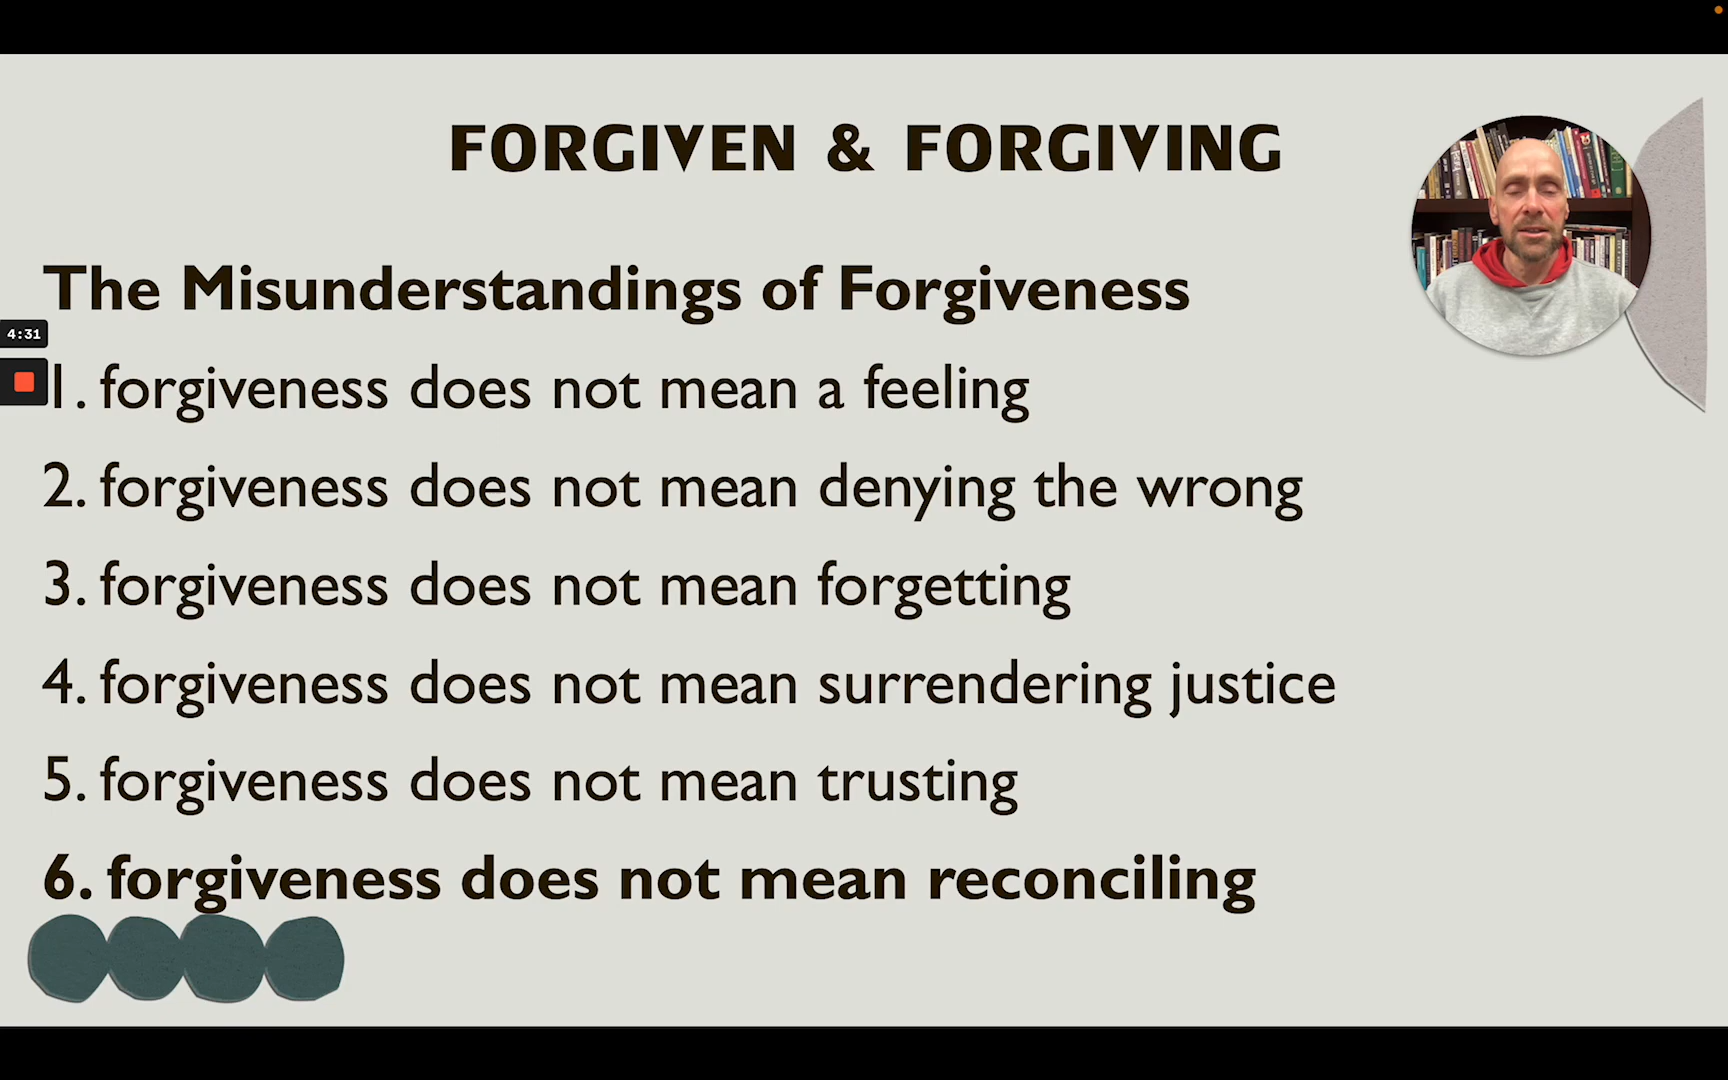 FORGIVEN & FORGIVING
The Misunderstandings of Forgiveness
4:31
1. forgiveness does not mean a feeling
2. forgiveness does not mean denying the wrong
3. forgiveness does not mean forgetting
4. forgiveness does not mean surrendering justice
5. forgiveness does not mean trusting
6. forgiveness does not mean reconciling